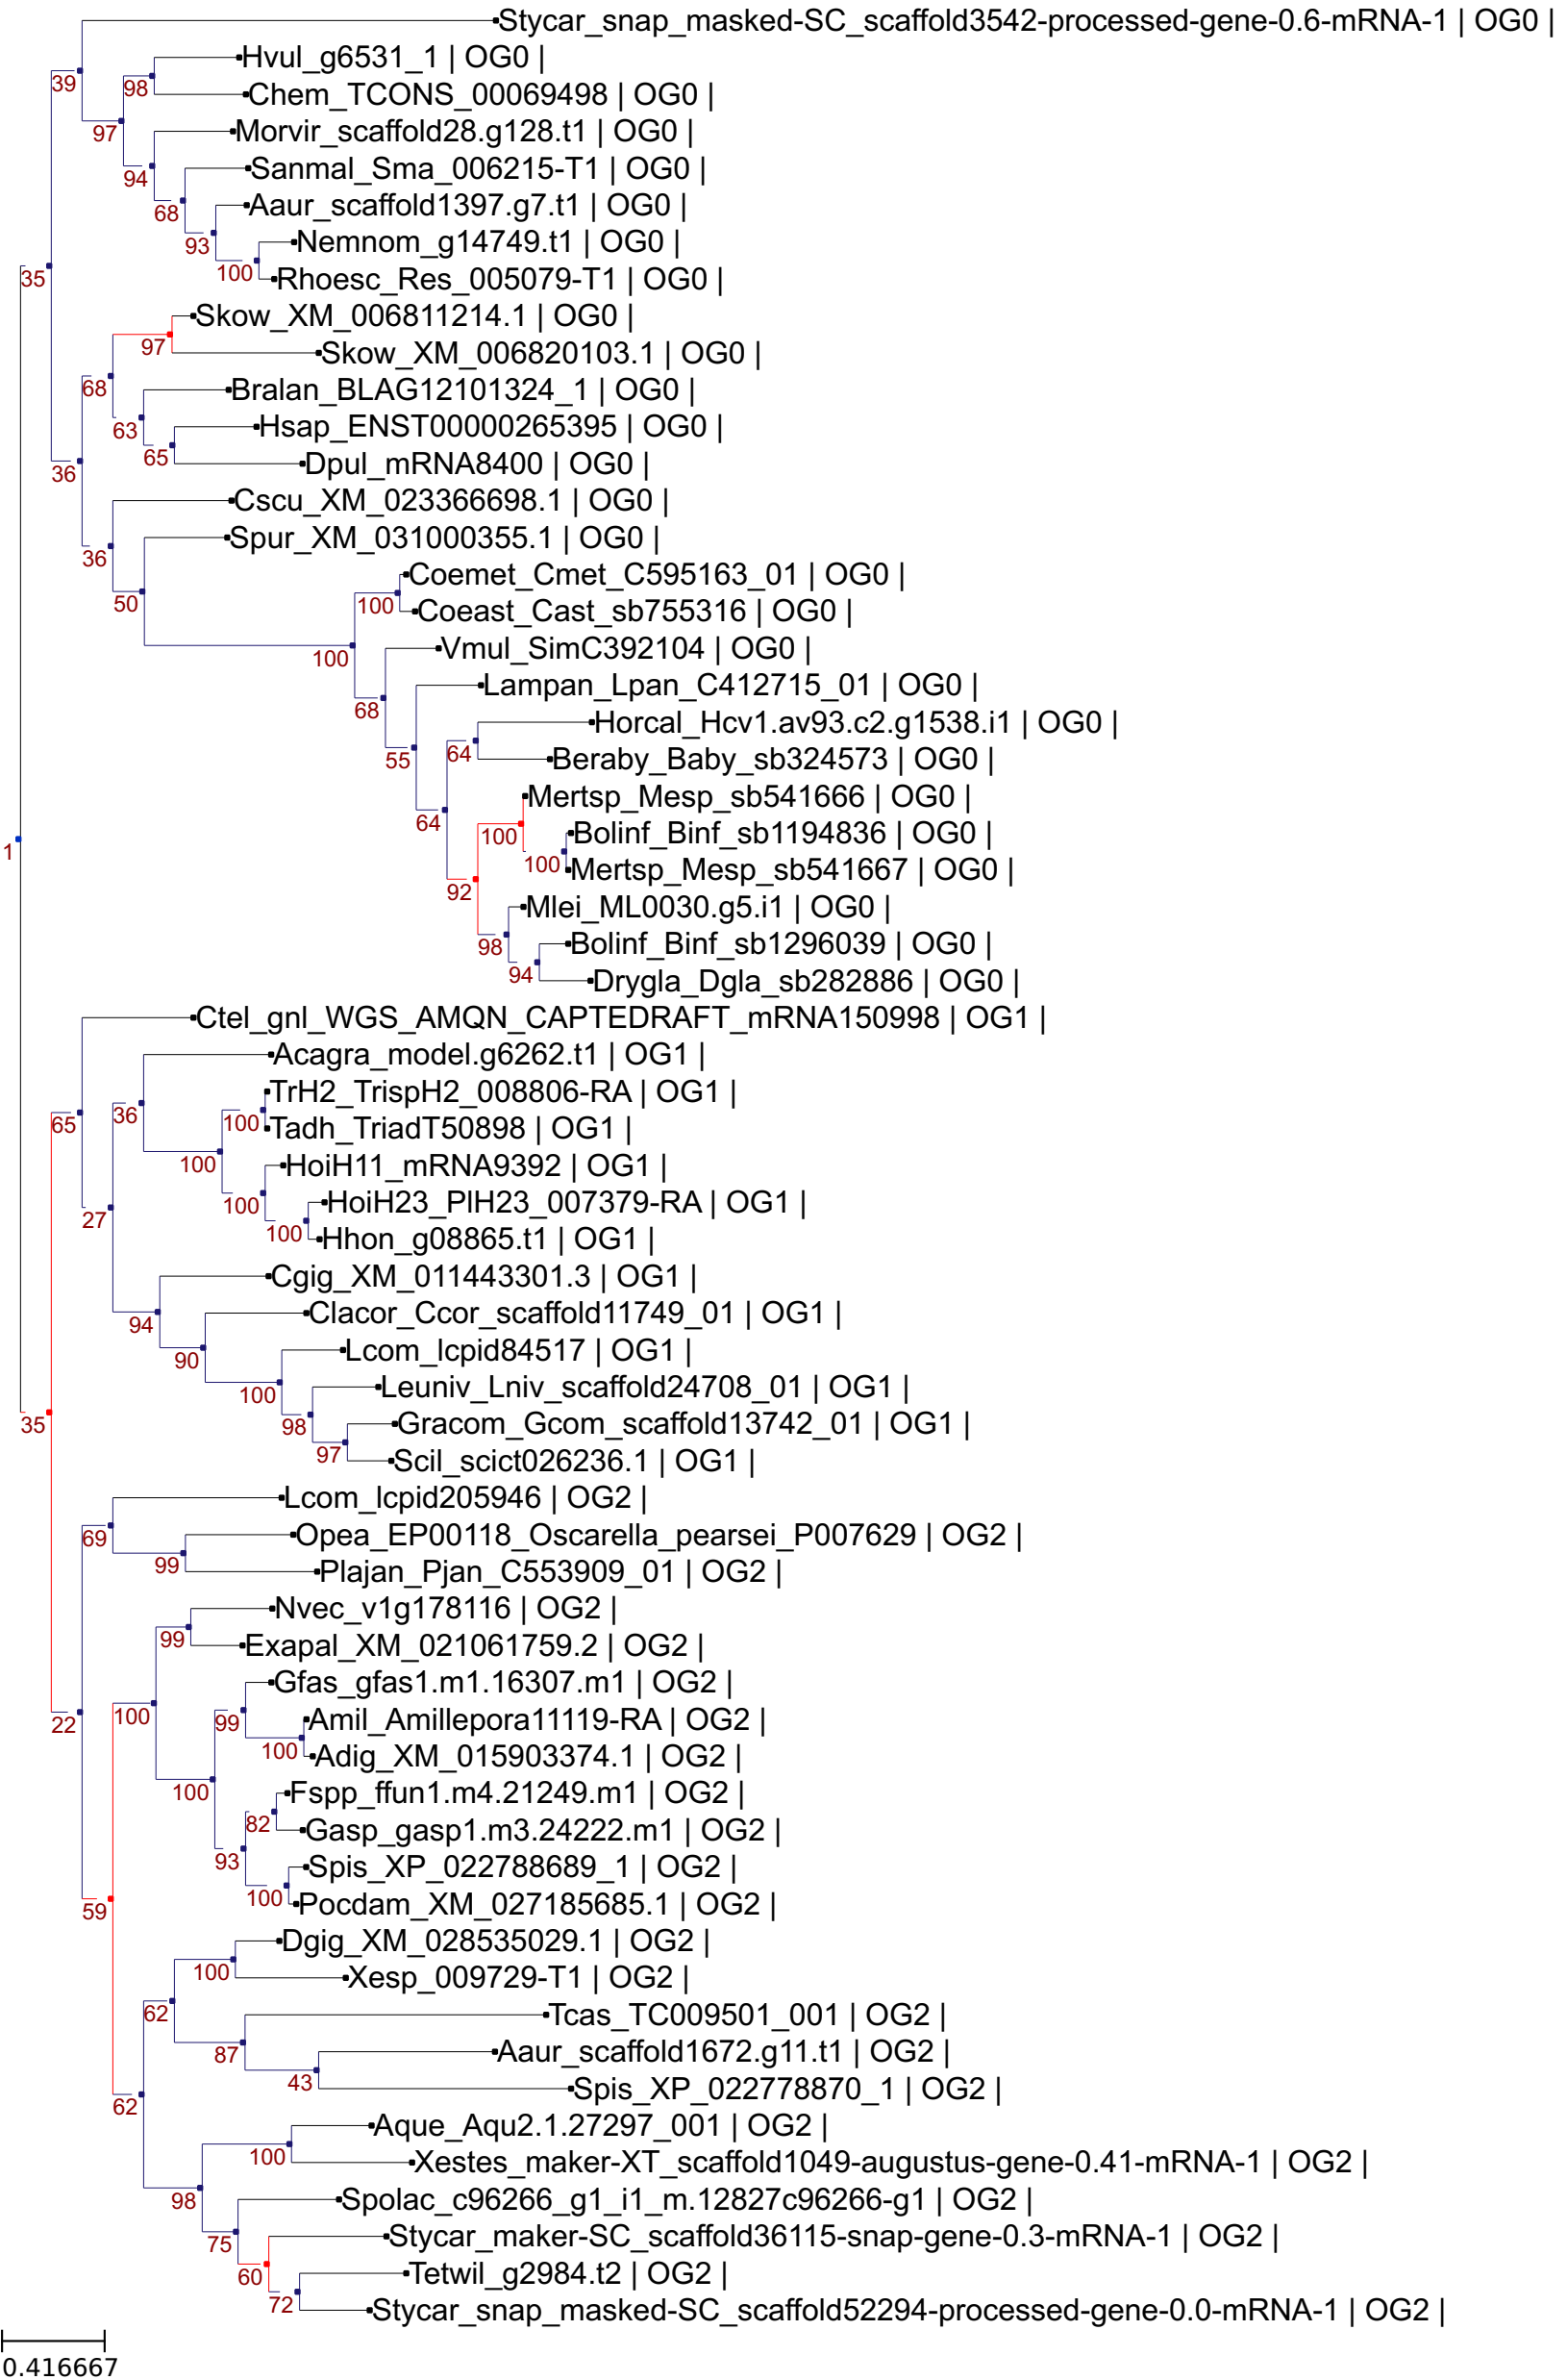 Stycar_snap_masked-SC_scaffold3542-processed-gene-0.6-mRNA-1 | OG0 |
Hvul_g6531_1 | OG0 |
39
98
Chem_TCONS_00069498 | OG0 |
97
Morvir_scaffold28.g128.t1 | OG0 |
94
Sanmal_Sma_006215-T1 | OG0 |
68
Aaur_scaffold1397.g7.t1 | OG0 |
93
Nemnom_g14749.t1 | OG0 |
100
35
Rhoesc_Res_005079-T1 | OG0 |
Skow_XM_006811214.1 | OG0 |
97
Skow_XM_006820103.1 | OG0 |
68
Bralan_BLAG12101324_1 | OG0 |
63
Hsap_ENST00000265395 | OG0 |
65
36
Dpul_mRNA8400 | OG0 |
Cscu_XM_023366698.1 | OG0 |
36
Spur_XM_031000355.1 | OG0 |
Coemet_Cmet_C595163_01 | OG0 |
50
100
Coeast_Cast_sb755316 | OG0 |
100
Vmul_SimC392104 | OG0 |
68
Lampan_Lpan_C412715_01 | OG0 |
Horcal_Hcv1.av93.c2.g1538.i1 | OG0 |
55
64
Beraby_Baby_sb324573 | OG0 |
Mertsp_Mesp_sb541666 | OG0 |
64
100
Bolinf_Binf_sb1194836 | OG0 |
1
100
Mertsp_Mesp_sb541667 | OG0 |
92
Mlei_ML0030.g5.i1 | OG0 |
98
Bolinf_Binf_sb1296039 | OG0 |
94
Drygla_Dgla_sb282886 | OG0 |
Ctel_gnl_WGS_AMQN_CAPTEDRAFT_mRNA150998 | OG1 |
Acagra_model.g6262.t1 | OG1 |
TrH2_TrispH2_008806-RA | OG1 |
65
36
100
Tadh_TriadT50898 | OG1 |
100
HoiH11_mRNA9392 | OG1 |
100
HoiH23_PlH23_007379-RA | OG1 |
27
100
Hhon_g08865.t1 | OG1 |
Cgig_XM_011443301.3 | OG1 |
94
Clacor_Ccor_scaffold11749_01 | OG1 |
90
Lcom_lcpid84517 | OG1 |
100
Leuniv_Lniv_scaffold24708_01 | OG1 |
35
98
Gracom_Gcom_scaffold13742_01 | OG1 |
97
Scil_scict026236.1 | OG1 |
Lcom_lcpid205946 | OG2 |
69
Opea_EP00118_Oscarella_pearsei_P007629 | OG2 |
99
Plajan_Pjan_C553909_01 | OG2 |
Nvec_v1g178116 | OG2 |
99
Exapal_XM_021061759.2 | OG2 |
Gfas_gfas1.m1.16307.m1 | OG2 |
22
100
99
Amil_Amillepora11119-RA | OG2 |
100
Adig_XM_015903374.1 | OG2 |
100
Fspp_ffun1.m4.21249.m1 | OG2 |
82
Gasp_gasp1.m3.24222.m1 | OG2 |
93
Spis_XP_022788689_1 | OG2 |
100
Pocdam_XM_027185685.1 | OG2 |
59
Dgig_XM_028535029.1 | OG2 |
100
Xesp_009729-T1 | OG2 |
62
Tcas_TC009501_001 | OG2 |
87
Aaur_scaffold1672.g11.t1 | OG2 |
43
Spis_XP_022778870_1 | OG2 |
62
Aque_Aqu2.1.27297_001 | OG2 |
100
Xestes_maker-XT_scaffold1049-augustus-gene-0.41-mRNA-1 | OG2 |
98
Spolac_c96266_g1_i1_m.12827c96266-g1 | OG2 |
75
Stycar_maker-SC_scaffold36115-snap-gene-0.3-mRNA-1 | OG2 |
60
Tetwil_g2984.t2 | OG2 |
72
Stycar_snap_masked-SC_scaffold52294-processed-gene-0.0-mRNA-1 | OG2 |
0.416667